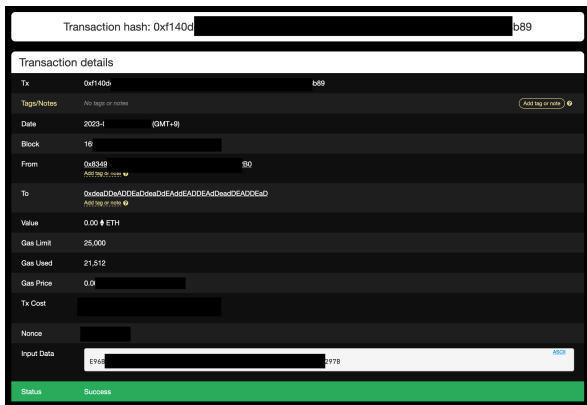 Transaction hash: 0xf140d b89
Transaction details
Tx 0xf140d b89
Tags/Notes No tags or notes Add tag or note ?
Date 2023- (GMT+9)
Block 16
From 0x8349 B0
Add tag or note ?
To 0xdeaDDeADDEaDdeaDdEAddEADDEAdDeadDEADDEaD
Add tag or note ?
Value 0.00 ETH
Gas Limit 25,000
Gas Used 21,512
Gas Price 0.0
Tx Cost
Nonce
Input Data ASCII
E96B 297B
Status Success